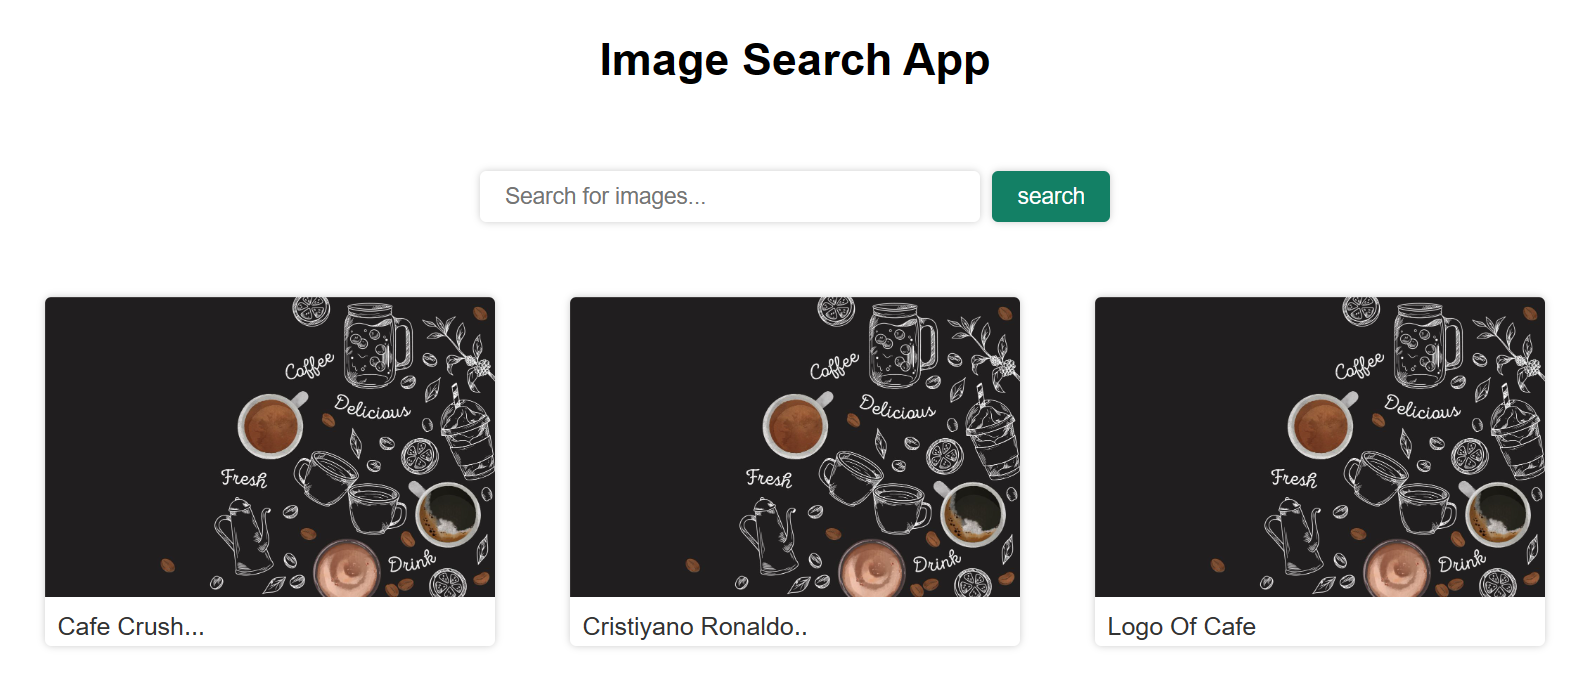 Image Search App
Search for images...
search
Coffee
Delicious
Fresh
Drink
Coffee
Delicious
Fresh
Drink
Coffee
Delicious
Fresh
Drink
Cafe Crush...
Cristiyano Ronaldo..
Logo Of Cafe